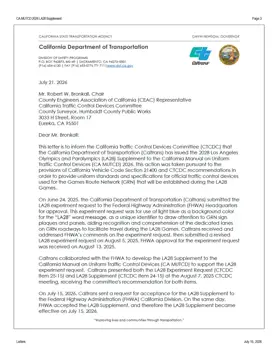 CA MUTCD LA28 Supplement Page 2
CALIFORNIA STATE TRANSPORTATION AGENCY GAVIN NEWSOM, GOVERNOR
California Department of Transportation
DIVISION OF SAFETY PROGRAMS
Caltrans
July 21, 2026
Mr. Robert W. Bronkall, Chair
County Engineers Association of California (CEAC) Representative
California Traffic Control Devices Committee
County Surveyor, Humboldt County Public Works
3033 H Street, Room 17
Eureka, CA 95501
Dear Mr. Bronkall:
This letter is to inform the California Traffic Control Devices Committee (CTCDC) that
the California Department of Transportation (Caltrans) has issued the 2028 Los Angeles
Olympics and Paralympics (LA28) Supplement to the California Manual on Uniform
Traffic Control Devices (CA MUTCD) 2026. This action was taken pursuant to the
provisions of California Vehicle Code Section 21400 and CTCDC recommendations in
order to provide uniform standards and specifications for official traffic control devices
used for the Games Route Network (GRN) that will be established during the LA28
Games.
On June 24, 2025, the California Department of Transportation (Caltrans) submitted the
LA28 experiment request to the Federal Highway Administration (FHWA) Headquarters
for approval. This experiment request was for use of light blue as a background color
for the "LA28" word message, as a unique identifier to draw attention to GRN sign
plaques and panels, aiding recognition and comprehension of the dedicated lanes
on GRN roadways to facilitate travel during the LA28 Games. Caltrans received and
addressed FHWA's comments on the experiment request, then submitted a revised
LA28 experiment request on August 5, 2025, FHWA approval for the experiment request
was received on August 13, 2025.
Caltrans collaborated with the FHWA to develop the LA28 Supplement to the
California Manual on Uniform Traffic Control Devices (CA MUTCD) to support the LA28
experiment request. Caltrans presented both the LA28 Experiment Request (CTCDC
Item 25-15) and LA28 Supplement (CTCDC Item 24-15) at the August 7, 2025 CTCDC
meeting, receiving the committee's recommendation for both items.
On July 15, 2026, Caltrans sent a request for acceptance for the LA28 Supplement to
the Federal Highway Administration (FHWA) California Division. On the same day,
FHWA accepted the LA28 Supplement, and therefore the LA28 Supplement became
effective on July 15, 2026.
"Improving lives and communities through transportation."
Letters July 15, 2026